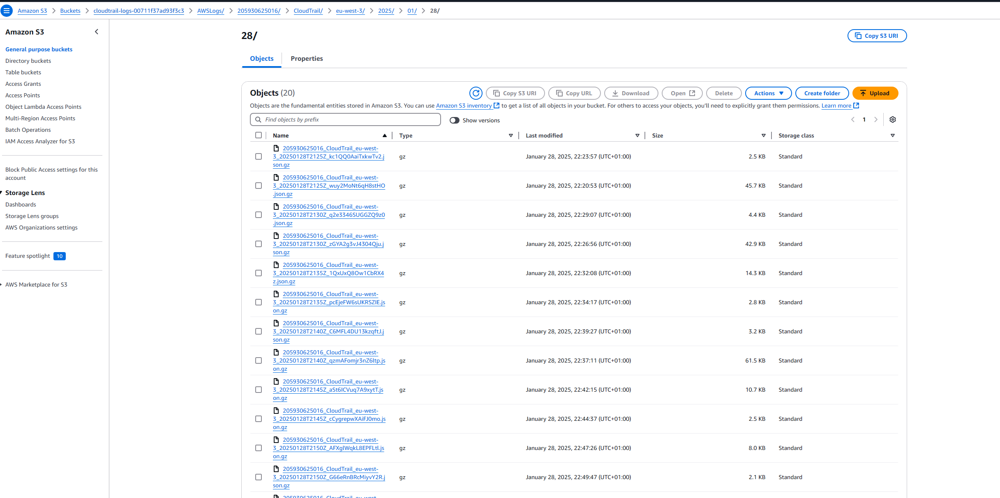 Amazon S3 > Buckets > cloudtrail-logs-00711f37ad93f3c3 > AWSLogs/ > 205930625016/ > CloudTrail/ > eu-west-3/ > 2025/ > 01/ > 28/
Amazon S3
General purpose buckets
Directory buckets
Table buckets
Access Grants
Access Points
Object Lambda Access Points
Multi-Region Access Points
Batch Operations
IAM Access Analyzer for S3
Block Public Access settings for this
account
Storage Lens
Dashboards
Storage Lens groups
AWS Organizations settings
Feature spotlight 10
AWS Marketplace for S3
28/
Copy S3 URI
Objects Properties
Objects (20)
Copy S3 URI Copy URL Download Open Delete Actions Create folder Upload
Objects are the fundamental entities stored in Amazon S3. You can use Amazon S3 inventory to get a list of all objects in your bucket. For others to access your objects, you'll need to explicitly grant them permissions. Learn more
Find objects by prefix
Show versions
1
Name Type Last modified Size Storage class
205930625016_CloudTrail_eu-west-
3_20250128T2125Z_kc1QQ0AaiTxkwTv2.j gz January 28, 2025, 22:23:57 (UTC+01:00) 2.5 KB Standard
son.gz
205930625016_CloudTrail_eu-west-
3_20250128T2125Z_wuy2MoNt6qH8stHO gz January 28, 2025, 22:20:53 (UTC+01:00) 45.7 KB Standard
.json.gz
205930625016_CloudTrail_eu-west-
3_20250128T2130Z_q2e3346SUGGZQ9z0 gz January 28, 2025, 22:29:07 (UTC+01:00) 4.4 KB Standard
.json.gz
205930625016_CloudTrail_eu-west-
3_20250128T2130Z_zGYA2g3vJ4304Qju.j gz January 28, 2025, 22:26:56 (UTC+01:00) 42.9 KB Standard
son.gz
205930625016_CloudTrail_eu-west-
3_20250128T2135Z_1QxUxQ8Ow1CbRX4 gz January 28, 2025, 22:32:08 (UTC+01:00) 14.3 KB Standard
z.json.gz
205930625016_CloudTrail_eu-west-
3_20250128T2135Z_pcEjeFW6sUKRSZIE.js gz January 28, 2025, 22:34:17 (UTC+01:00) 2.8 KB Standard
on.gz
205930625016_CloudTrail_eu-west-
3_20250128T2140Z_C6MFL4DU13kzqftJ.j gz January 28, 2025, 22:39:27 (UTC+01:00) 3.2 KB Standard
son.gz
205930625016_CloudTrail_eu-west-
3_20250128T2140Z_qzmAFomjr3nZ6ltp.js gz January 28, 2025, 22:37:11 (UTC+01:00) 61.5 KB Standard
on.gz
205930625016_CloudTrail_eu-west-
3_20250128T2145Z_aSt6ICVuq7A9xytT.js gz January 28, 2025, 22:42:15 (UTC+01:00) 10.7 KB Standard
on.gz
205930625016_CloudTrail_eu-west-
3_20250128T2145Z_cCygrepwXAiFJ0mo.js gz January 28, 2025, 22:44:37 (UTC+01:00) 2.5 KB Standard
on.gz
205930625016_CloudTrail_eu-west-
3_20250128T2150Z_AFXglWqkL8EPFLtl.js gz January 28, 2025, 22:47:26 (UTC+01:00) 8.0 KB Standard
on.gz
205930625016_CloudTrail_eu-west-
3_20250128T2150Z_G66eRnBRcMiyvY2R.j gz January 28, 2025, 22:49:47 (UTC+01:00) 2.1 KB Standard
son.gz
205930625016_CloudTrail_eu-west-